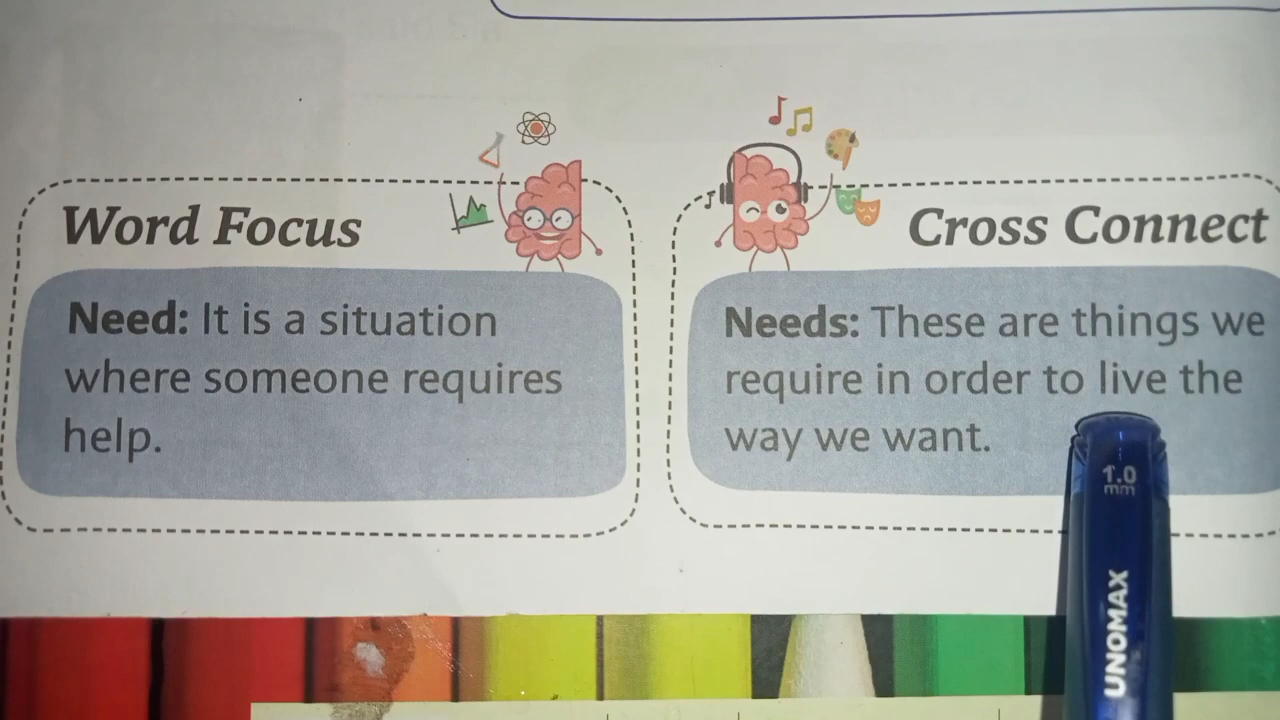 Word Focus
Need: It is a situation
where someone requires
help.
Cross Connect
Needs: These are things we
require in order to live the
way we want.
1.0
mm
UNOMAX